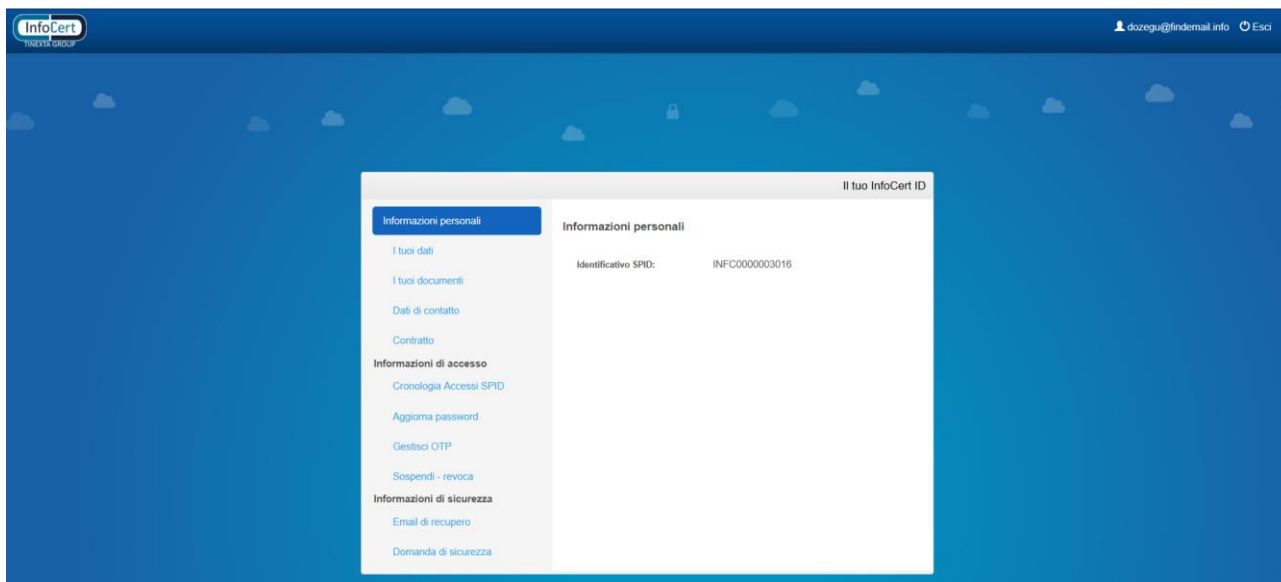 InfoCert
TINEXTA GROUP
dozegu@findemail.info Esci
Il tuo InfoCert ID
Informazioni personali
I tuoi dati
I tuoi documenti
Dati di contatto
Contratto
Informazioni di accesso
Cronologia Accessi SPID
Aggiorna password
Gestisci OTP
Sospendi - revoca
Informazioni di sicurezza
Email di recupero
Domanda di sicurezza
Informazioni personali
Identificativo SPID: INFC0000003016